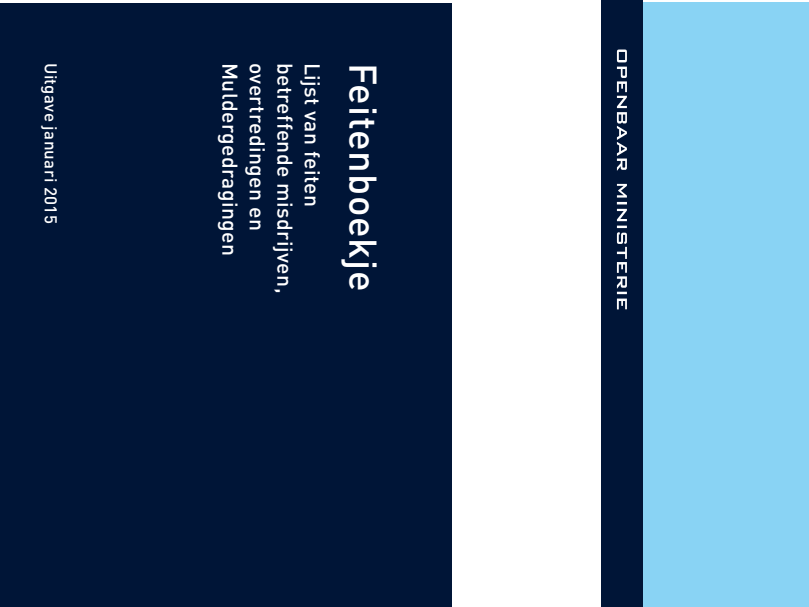 OPENBAAR MINISTERIE
Feitenboekje
Lijst van feiten
betreffende misdrijven,
overtredingen en
Muldergedragingen
Uitgave januari 2015